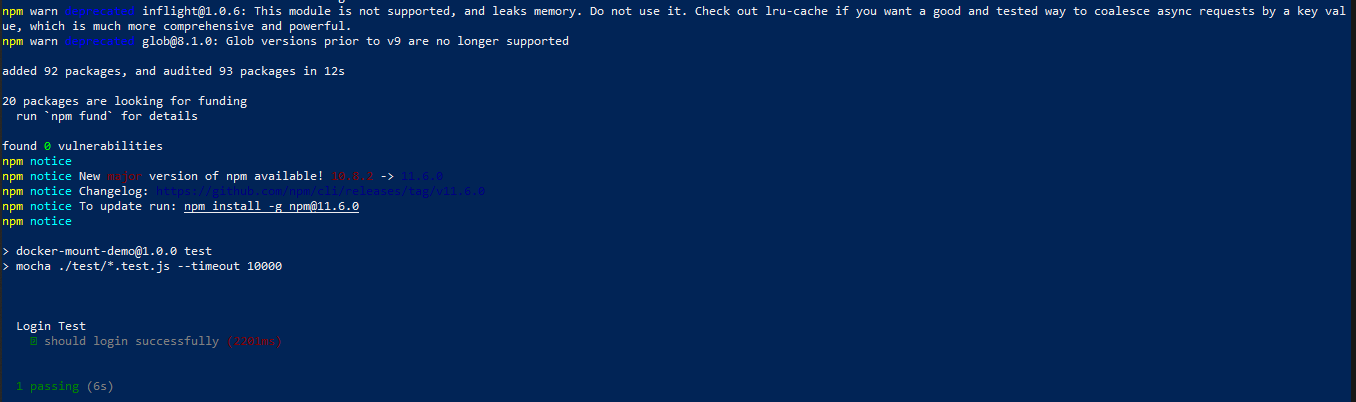 npm warn deprecated inflight@1.0.6: This module is not supported, and leaks memory. Do not use it. Check out lru-cache if you want a good and tested way to coalesce async requests by a key val
ue, which is much more comprehensive and powerful.
npm warn deprecated glob@8.1.0: Glob versions prior to v9 are no longer supported
added 92 packages, and audited 93 packages in 12s
20 packages are looking for funding
run `npm fund` for details
found 0 vulnerabilities
npm notice
npm notice New major version of npm available! 10.8.2 -> 11.6.0
npm notice Changelog: https://github.com/npm/cli/releases/tag/v11.6.0
npm notice To update run: npm install -g npm@11.6.0
npm notice
> docker-mount-demo@1.0.0 test
> mocha ./test/*.test.js --timeout 10000
Login Test
should login successfully (2201ms)
1 passing (6s)